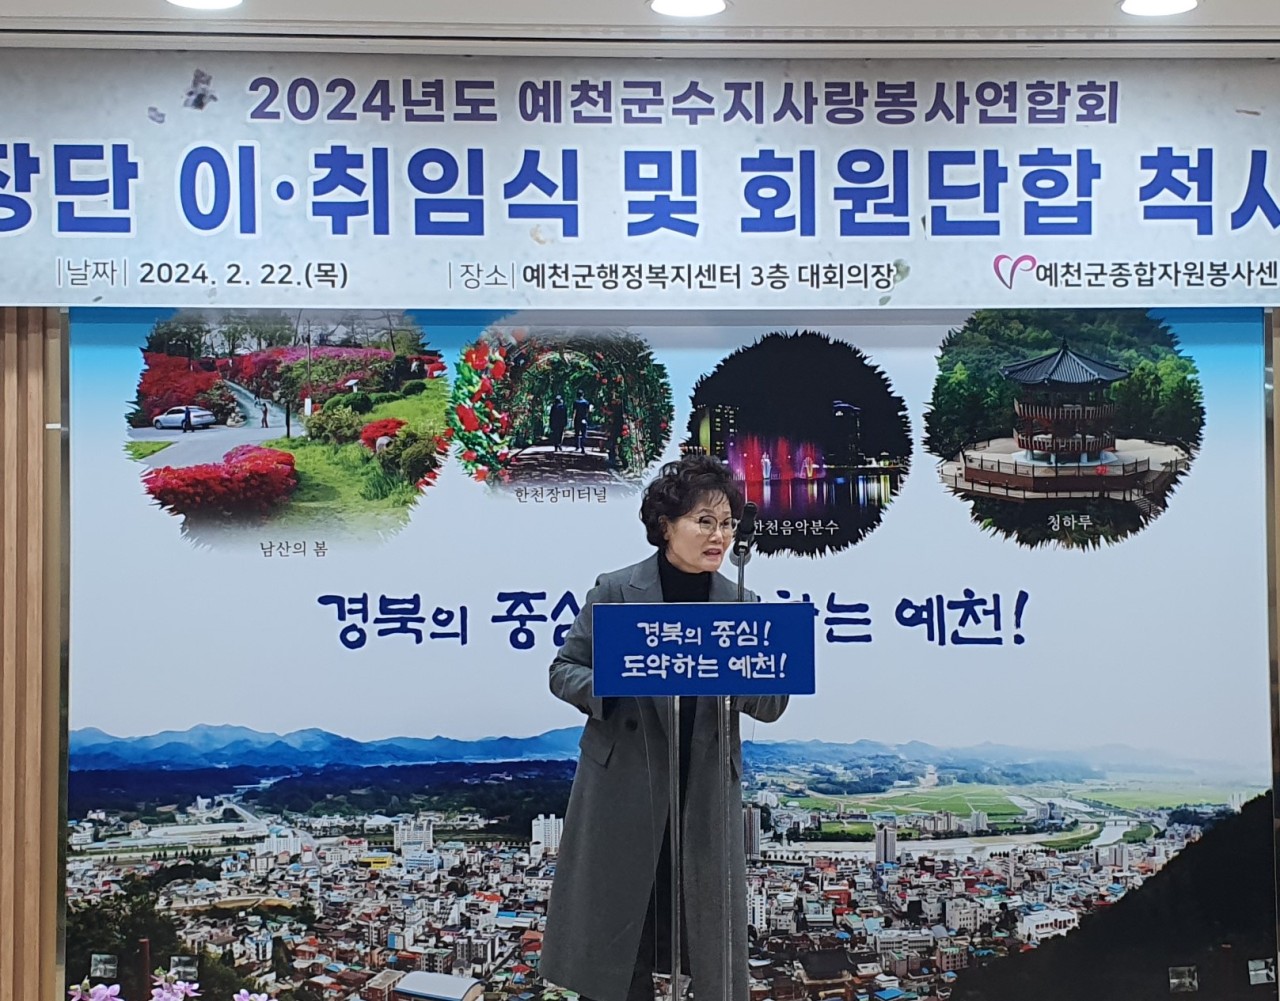 2024년도 예천군수지사랑봉사연합회
장단 이·취임식 및 회원단합 척사
|날짜| 2024. 2. 22.(목) |장소| 예천군행정복지센터 3층 대회의장 예천군종합자원봉사센
한천장미터널
한천음악분수
청하루
남산의 봄
경북의 중심 하는 예천!
경북의 중심!
도약하는 예천!